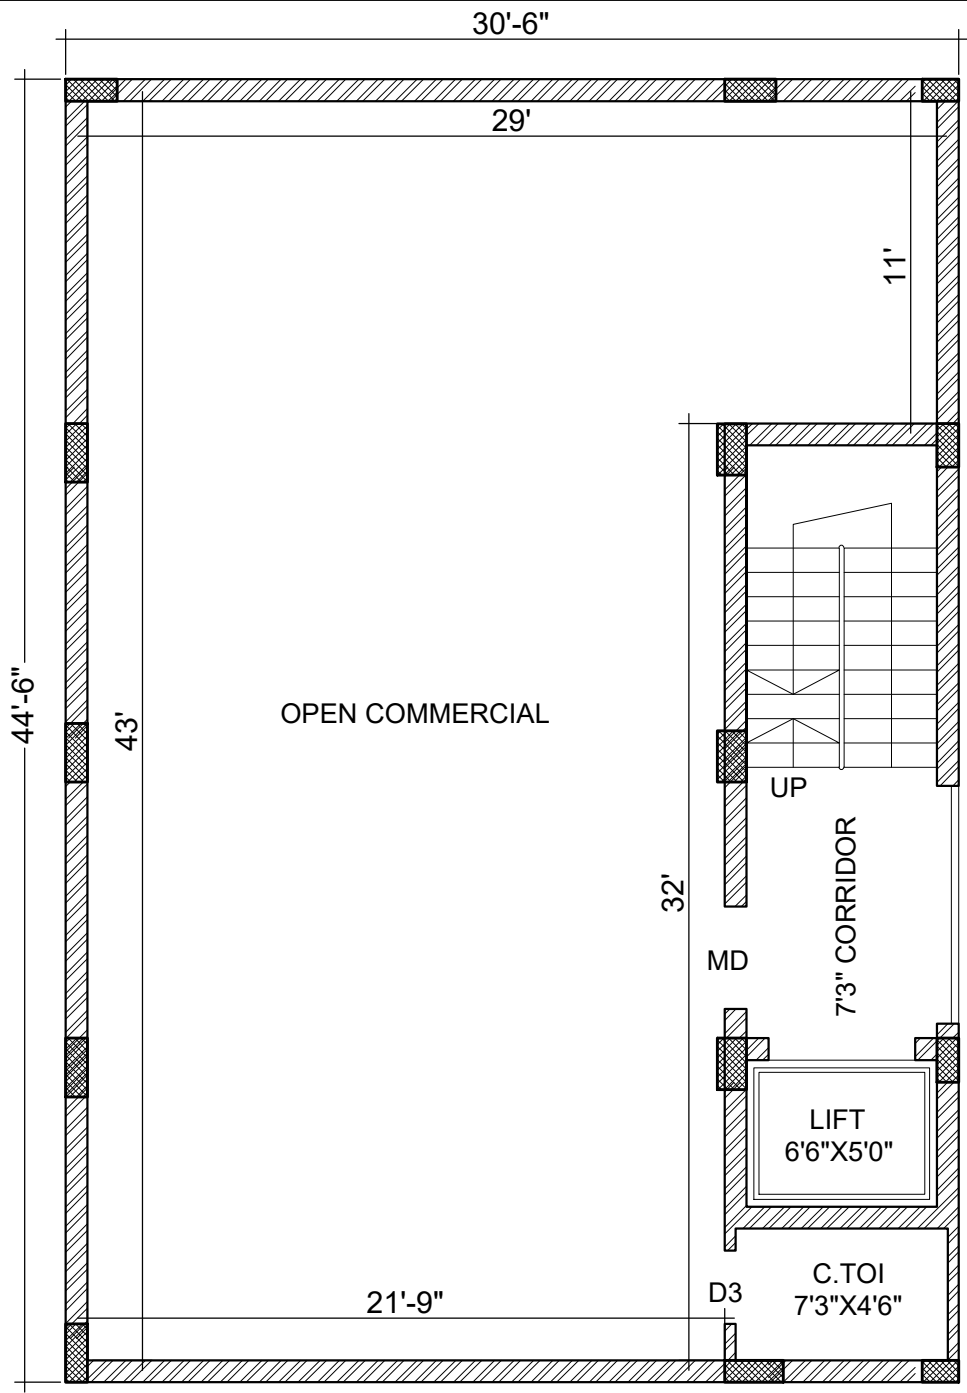 30'-6"
29'
11'
44'-6"
43'
OPEN COMMERCIAL
UP
32'
7'3" CORRIDOR
MD
LIFT
6'6"X5'0"
C.TOI
7'3"X4'6"
D3
21'-9"